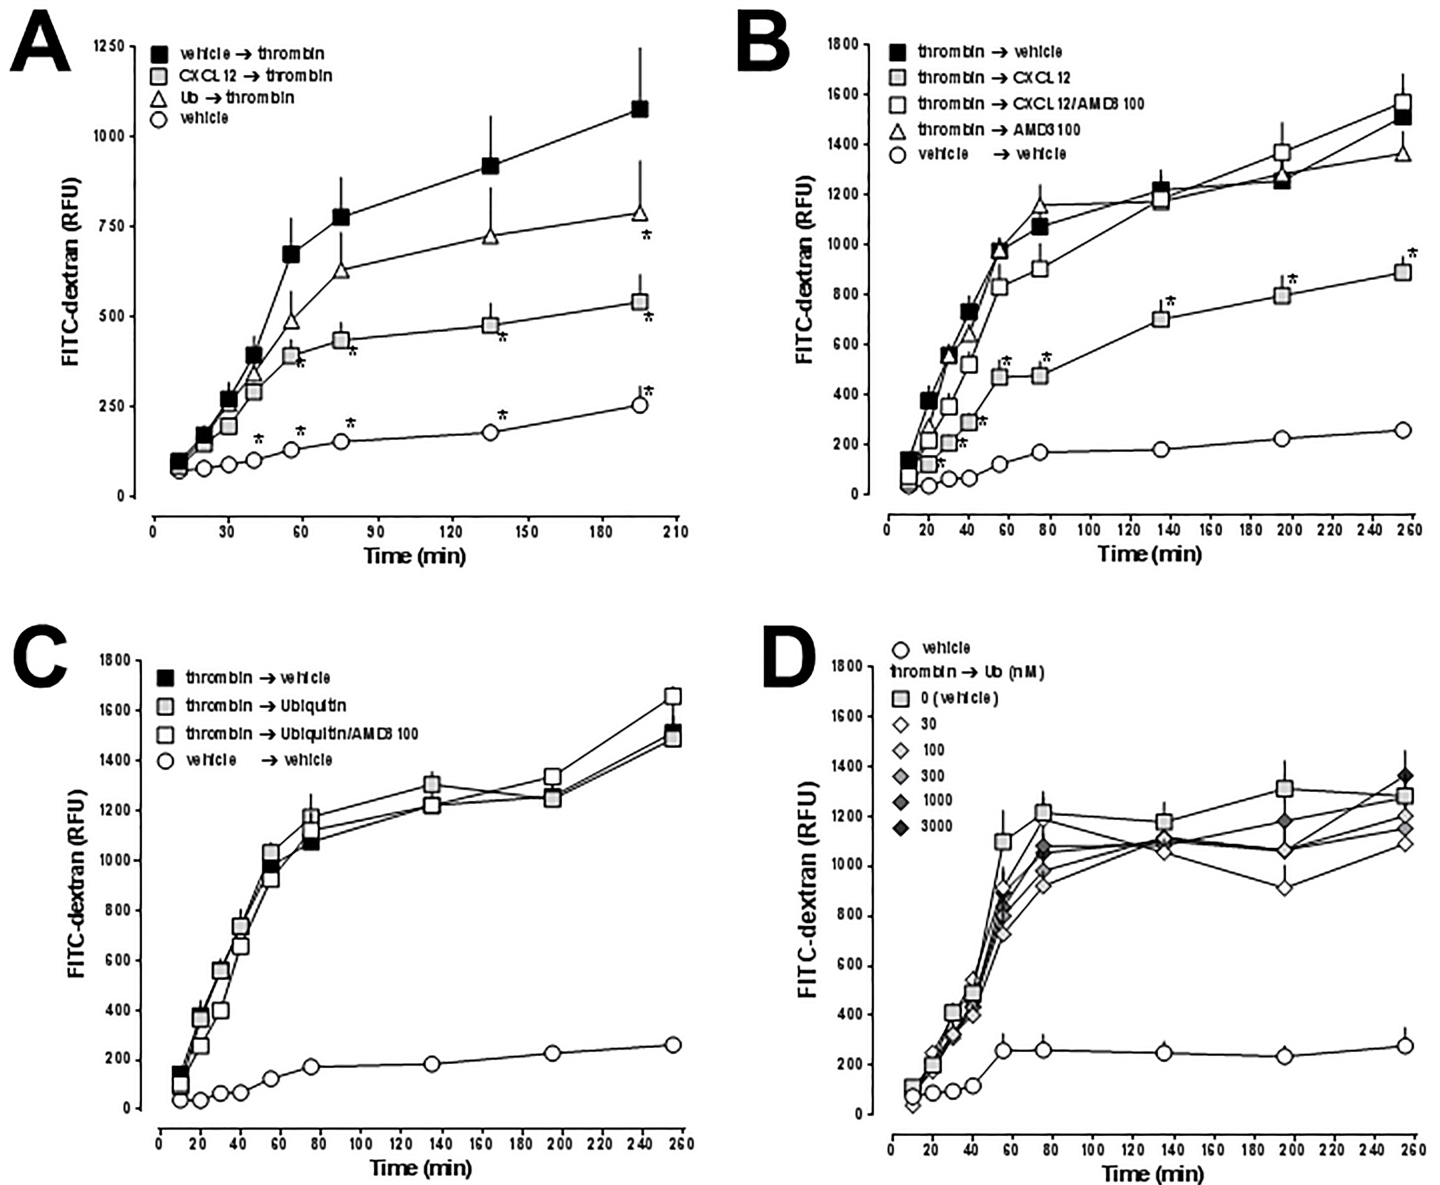 A
1250
1000
750
500
250
0
FITC-dextran (RFU)
vehicle → thrombin
CXCL12 → thrombin
Ub → thrombin
vehicle
*
*
*
*
*
*
*
*
*
*
0 30 60 90 120 150 180 210
Time (min)
B
1800
1600
1400
1200
1000
800
600
400
200
0
FITC-dextran (RFU)
thrombin → vehicle
thrombin → CXCL12
thrombin → CXCL12/AMD3100
thrombin → AMD3100
vehicle → vehicle
*
*
*
*
*
*
*
*
0 20 40 60 80 100 120 140 160 180 200 220 240 260
Time (min)
C
1800
1600
1400
1200
1000
800
600
400
200
0
FITC-dextran (RFU)
thrombin → vehicle
thrombin → Ubiquitin
thrombin → Ubiquitin/AMD3100
vehicle → vehicle
0 20 40 60 80 100 120 140 160 180 200 220 240 260
Time (min)
D
1800
1600
1400
1200
1000
800
600
400
200
0
FITC-dextran (RFU)
vehicle
thrombin → Ub (nM)
0 (vehicle)
30
100
300
1000
3000
0 20 40 60 80 100 120 140 160 180 200 220 240 260
Time (min)